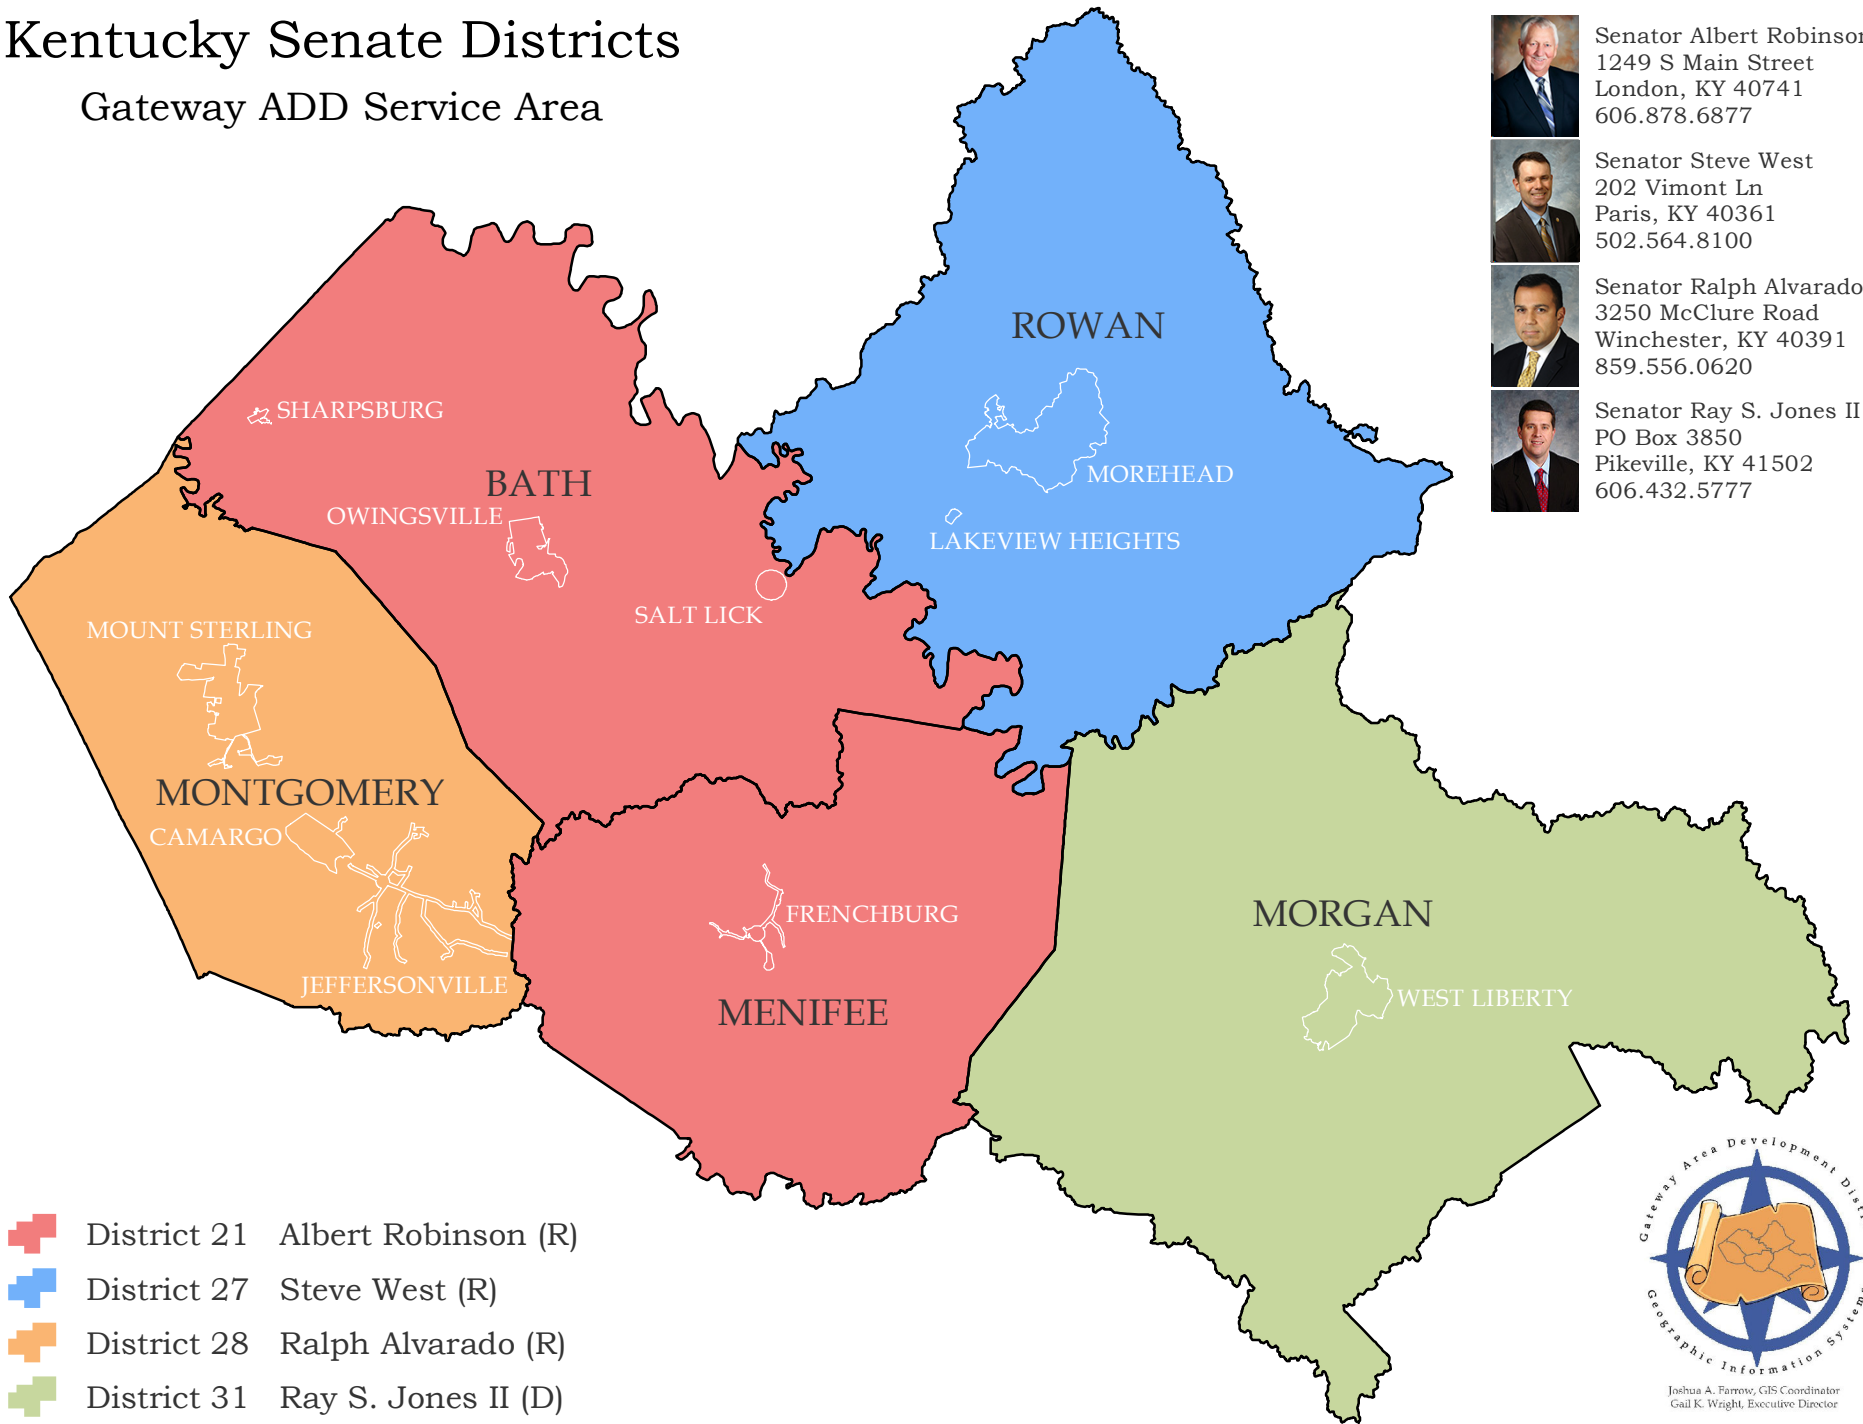 Kentucky Senate Districts
Gateway ADD Service Area
Senator Albert Robinson
1249 S Main Street
London, KY 40741
606.878.6877
Senator Steve West
202 Vimont Ln
Paris, KY 40361
502.564.8100
Senator Ralph Alvarado
3250 McClure Road
Winchester, KY 40391
859.556.0620
Senator Ray S. Jones II
PO Box 3850
Pikeville, KY 41502
606.432.5777
ROWAN
MOREHEAD
LAKEVIEW HEIGHTS
SHARPSBURG
BATH
OWINGSVILLE
SALT LICK
MOUNT STERLING
MONTGOMERY
CAMARGO
JEFFERSONVILLE
FRENCHBURG
MENIFEE
MORGAN
WEST LIBERTY
District 21 Albert Robinson (R)
District 27 Steve West (R)
District 28 Ralph Alvarado (R)
District 31 Ray S. Jones II (D)
Gateway Area Development Distri
Geographic Information Systems
Joshua A. Farrow, GIS Coordinator
Gail K. Wright, Executive Director